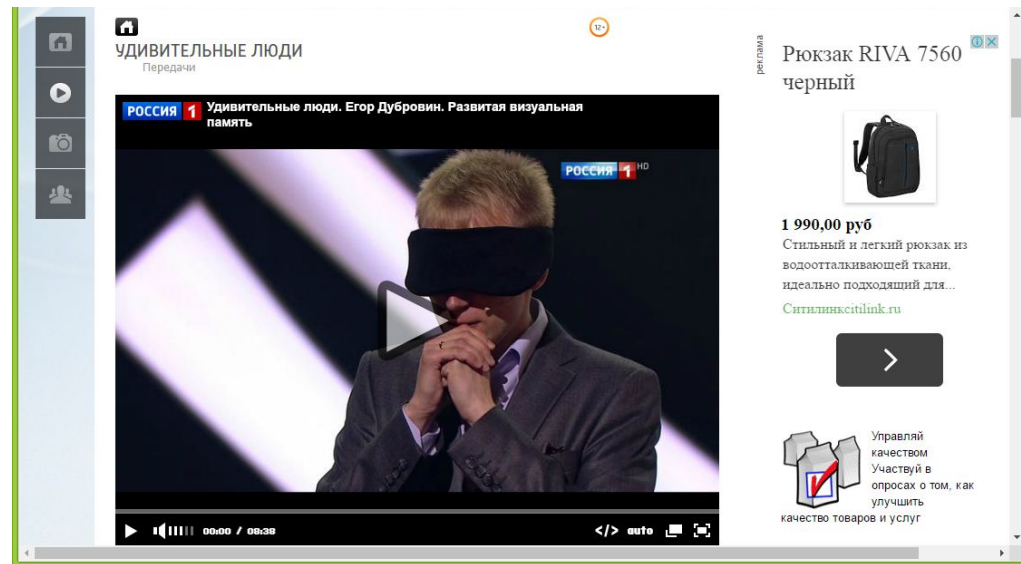 12+
УДИВИТЕЛЬНЫЕ ЛЮДИ
Передачи
РОССИЯ 1
Удивительные люди. Егор Дубровин. Развитая визуальная
память
РОССИЯ 1 HD
00:00 / 08:38
</> auto
реклама
Рюкзак RIVA 7560
черный
1 990,00 руб
Стильный и легкий рюкзак из
водоотталкивающей ткани,
идеально подходящий для...
Ситилинкcitilink.ru
Управляй
качеством
Участвуй в
опросах о том, как
улучшить
качество товаров и услуг